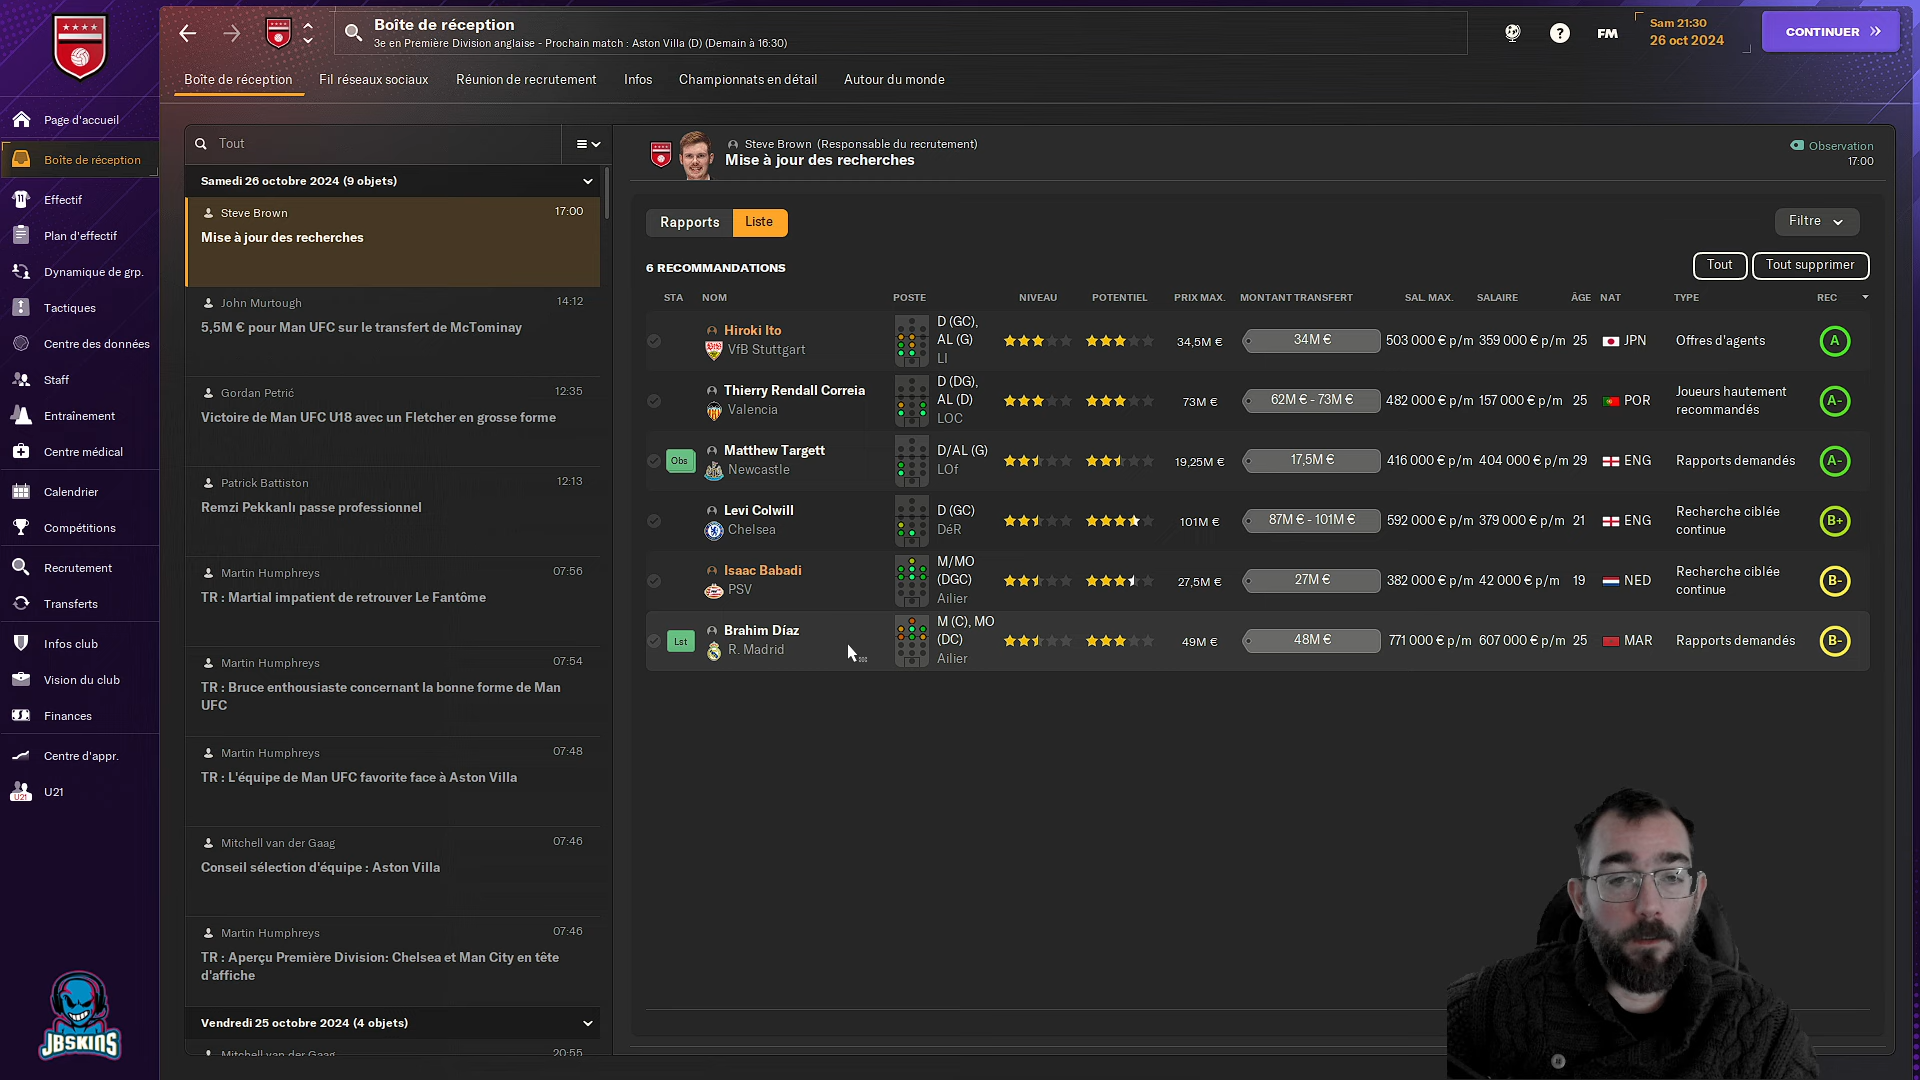 Boîte de réception
3e en Première Division anglaise - Prochain match : Aston Villa (D) (Demain à 16:30)
FM
Sam 21:30
26 oct 2024
CONTINUER
Boîte de réception
Fil réseaux sociaux
Réunion de recrutement
Infos
Championnats en détail
Autour du monde
Page d'accueil
Boîte de réception
Effectif
Plan d'effectif
Dynamique de grp.
Tactiques
Centre des données
Staff
Entraînement
Centre médical
Calendrier
Compétitions
Recrutement
Transferts
Infos club
Vision du club
Finances
Centre d'appr.
U21
JBSKINS
Tout
Samedi 26 octobre 2024 (9 objets)
Steve Brown 17:00
Mise à jour des recherches
John Murtough 14:12
5,5M € pour Man UFC sur le transfert de McTominay
Gordan Petrić 12:35
Victoire de Man UFC U18 avec un Fletcher en grosse forme
Patrick Battiston 12:13
Remzi Pekkanlı passe professionnel
Martin Humphreys 07:56
TR : Martial impatient de retrouver Le Fantôme
Martin Humphreys 07:54
TR : Bruce enthousiaste concernant la bonne forme de Man
UFC
Martin Humphreys 07:48
TR : L'équipe de Man UFC favorite face à Aston Villa
Mitchell van der Gaag 07:46
Conseil sélection d'équipe : Aston Villa
Martin Humphreys 07:46
TR : Aperçu Première Division: Chelsea et Man City en tête
d'affiche
Vendredi 25 octobre 2024 (4 objets)
Mitchell van der Gaag 20:55
Steve Brown (Responsable du recrutement)
Mise à jour des recherches
Observation
17:00
Rapports Liste
Filtre
6 RECOMMANDATIONS
Tout
Tout supprimer
STA NOM POSTE NIVEAU POTENTIEL PRIX MAX. MONTANT TRANSFERT SAL. MAX. SALAIRE ÂGE NAT TYPE REC
Hiroki Ito VfB Stuttgart D (GC), AL (G) LI 34,5M € 34M € 503 000 € p/m 359 000 € p/m 25 JPN Offres d'agents A
Thierry Rendall Correia Valencia D (DG), AL (D) LOC 73M € 62M € - 73M € 482 000 € p/m 157 000 € p/m 25 POR Joueurs hautement recommandés A-
Obs Matthew Targett Newcastle D/AL (G) LOf 19,25M € 17,5M € 416 000 € p/m 404 000 € p/m 29 ENG Rapports demandés A-
Levi Colwill Chelsea D (GC) DéR 101M € 87M € - 101M € 592 000 € p/m 379 000 € p/m 21 ENG Recherche ciblée continue B+
Isaac Babadi PSV M/MO (DGC) Ailier 27,5M € 27M € 382 000 € p/m 42 000 € p/m 19 NED Recherche ciblée continue B-
Lst Brahim Díaz R. Madrid M (C), MO (DC) Ailier 49M € 48M € 771 000 € p/m 607 000 € p/m 25 MAR Rapports demandés B-